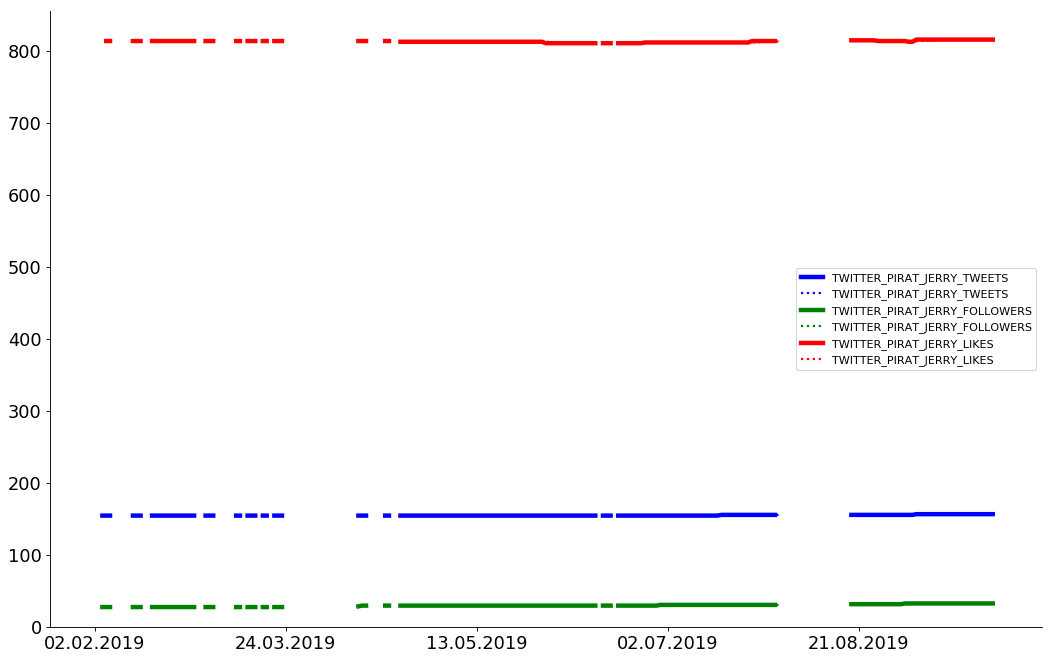 800
700
600
500
400
300
200
100
0
02.02.2019 24.03.2019 13.05.2019 02.07.2019 21.08.2019
TWITTER_PIRAT_JERRY_TWEETS
TWITTER_PIRAT_JERRY_TWEETS
TWITTER_PIRAT_JERRY_FOLLOWERS
TWITTER_PIRAT_JERRY_FOLLOWERS
TWITTER_PIRAT_JERRY_LIKES
TWITTER_PIRAT_JERRY_LIKES